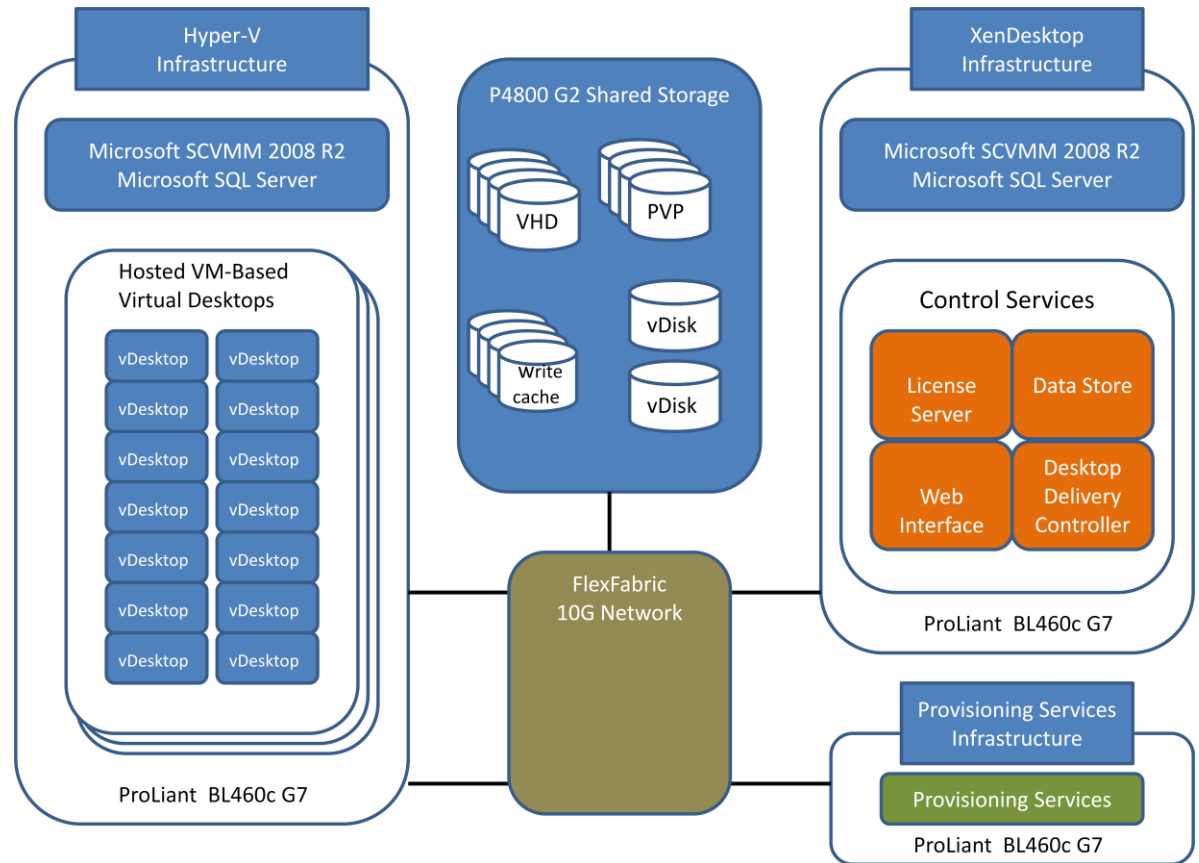 Hyper-V
Infrastructure
Microsoft SCVMM 2008 R2
Microsoft SQL Server
Hosted VM-Based
Virtual Desktops
vDesktop vDesktop
vDesktop vDesktop
vDesktop vDesktop
vDesktop vDesktop
vDesktop vDesktop
vDesktop vDesktop
vDesktop vDesktop
ProLiant BL460c G7
P4800 G2 Shared Storage
VHD
PVP
vDisk
Write
cache
vDisk
FlexFabric
10G Network
XenDesktop
Infrastructure
Microsoft SCVMM 2008 R2
Microsoft SQL Server
Control Services
License
Server
Data Store
Web
Interface
Desktop
Delivery
Controller
ProLiant BL460c G7
Provisioning Services
Infrastructure
Provisioning Services
ProLiant BL460c G7